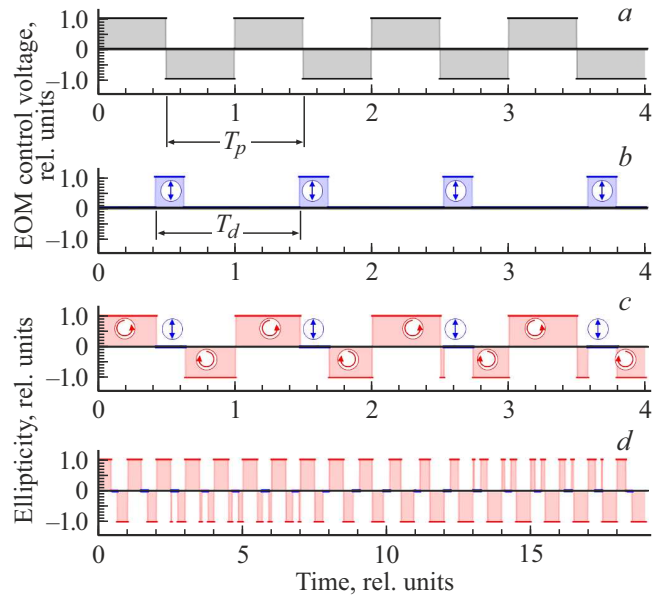 EOM control voltage,
rel. units
Ellipticity, rel. units
1.0
0
–1.0
a
0 1 2 3 4
T_p
1.0
0
–1.0
b
T_d
0 1 2 3 4
1.0
0
–1.0
c
0 1 2 3 4
1.0
0
–1.0
d
0 5 10 15
Time, rel. units